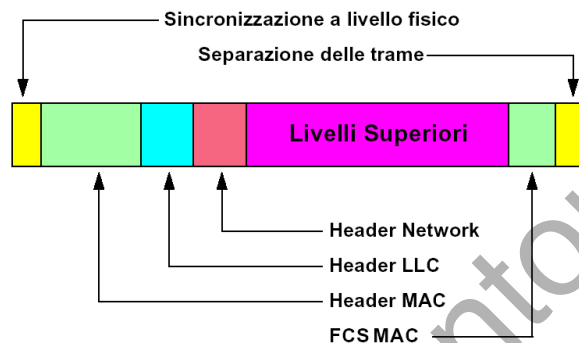 Sincronizzazione a livello fisico
Separazione delle trame
Livelli Superiori
Header Network
Header LLC
Header MAC
FCS MAC